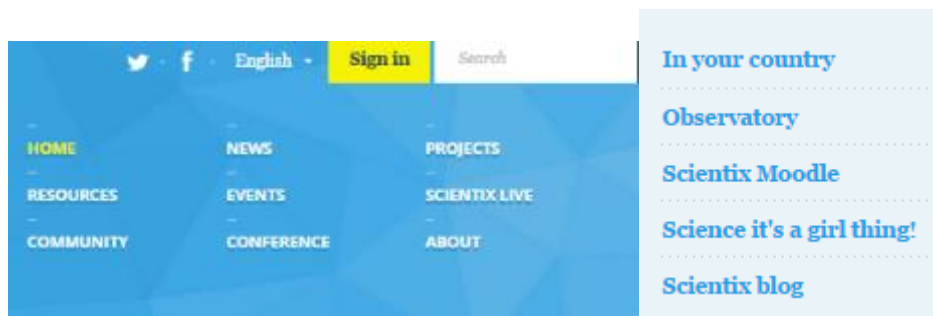 English Sign in Search
HOME NEWS PROJECTS
RESOURCES EVENTS SCIENTIX LIVE
COMMUNITY CONFERENCE ABOUT
In your country
Observatory
Scientix Moodle
Science it's a girl thing!
Scientix blog